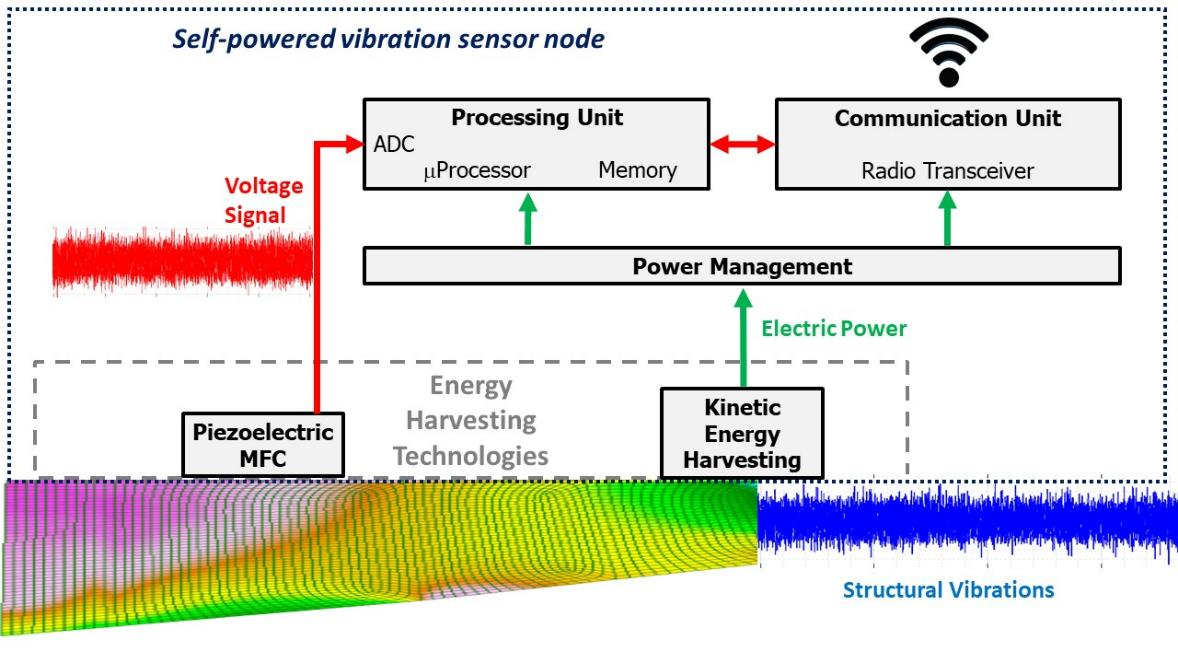 Self-powered vibration sensor node
Processing Unit
ADC
μProcessor Memory
Communication Unit
Radio Transceiver
Voltage
Signal
Power Management
Electric Power
Energy
Harvesting
Technologies
Piezoelectric
MFC
Kinetic
Energy
Harvesting
Structural Vibrations